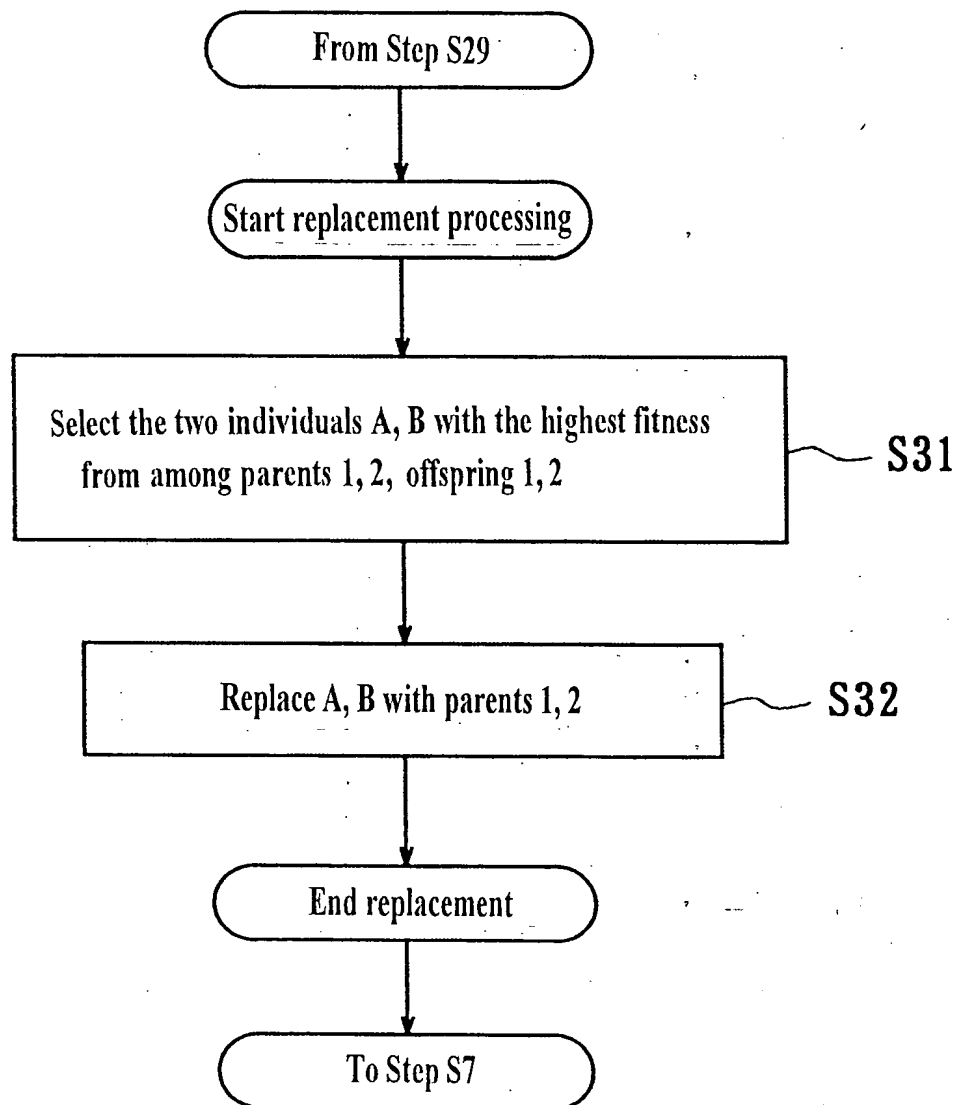 From Step S29
Start replacement processing
Select the two individuals A, B with the highest fitness
from among parents 1, 2, offspring 1, 2
S31
Replace A, B with parents 1, 2
S32
End replacement
To Step S7